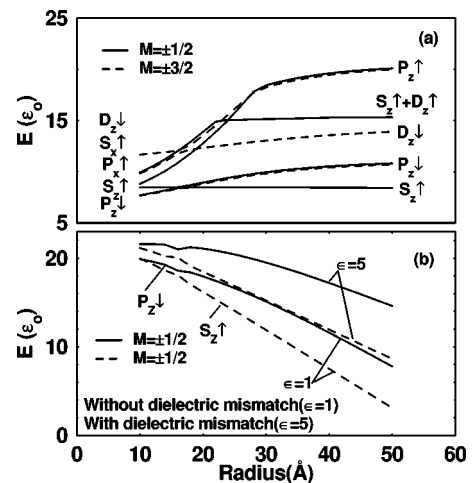 25
(a)
M=±1/2
M=±3/2
P_z↑
E (ε_o)
S_z↑+D_z↑
D_z↓
15
S_x↑
D_z↓
P_x↑
P_z↓
S_z↑
S_z↑
P_z↓
5
(b)
20
ϵ=5
E (ε_o)
P_z↓
10
S_z↑
M=±1/2
M=±1/2
ϵ=1
Without dielectric mismatch(ϵ=1)
With dielectric mismatch(ϵ=5)
0
0 10 20 30 40 50 60
Radius(Å)